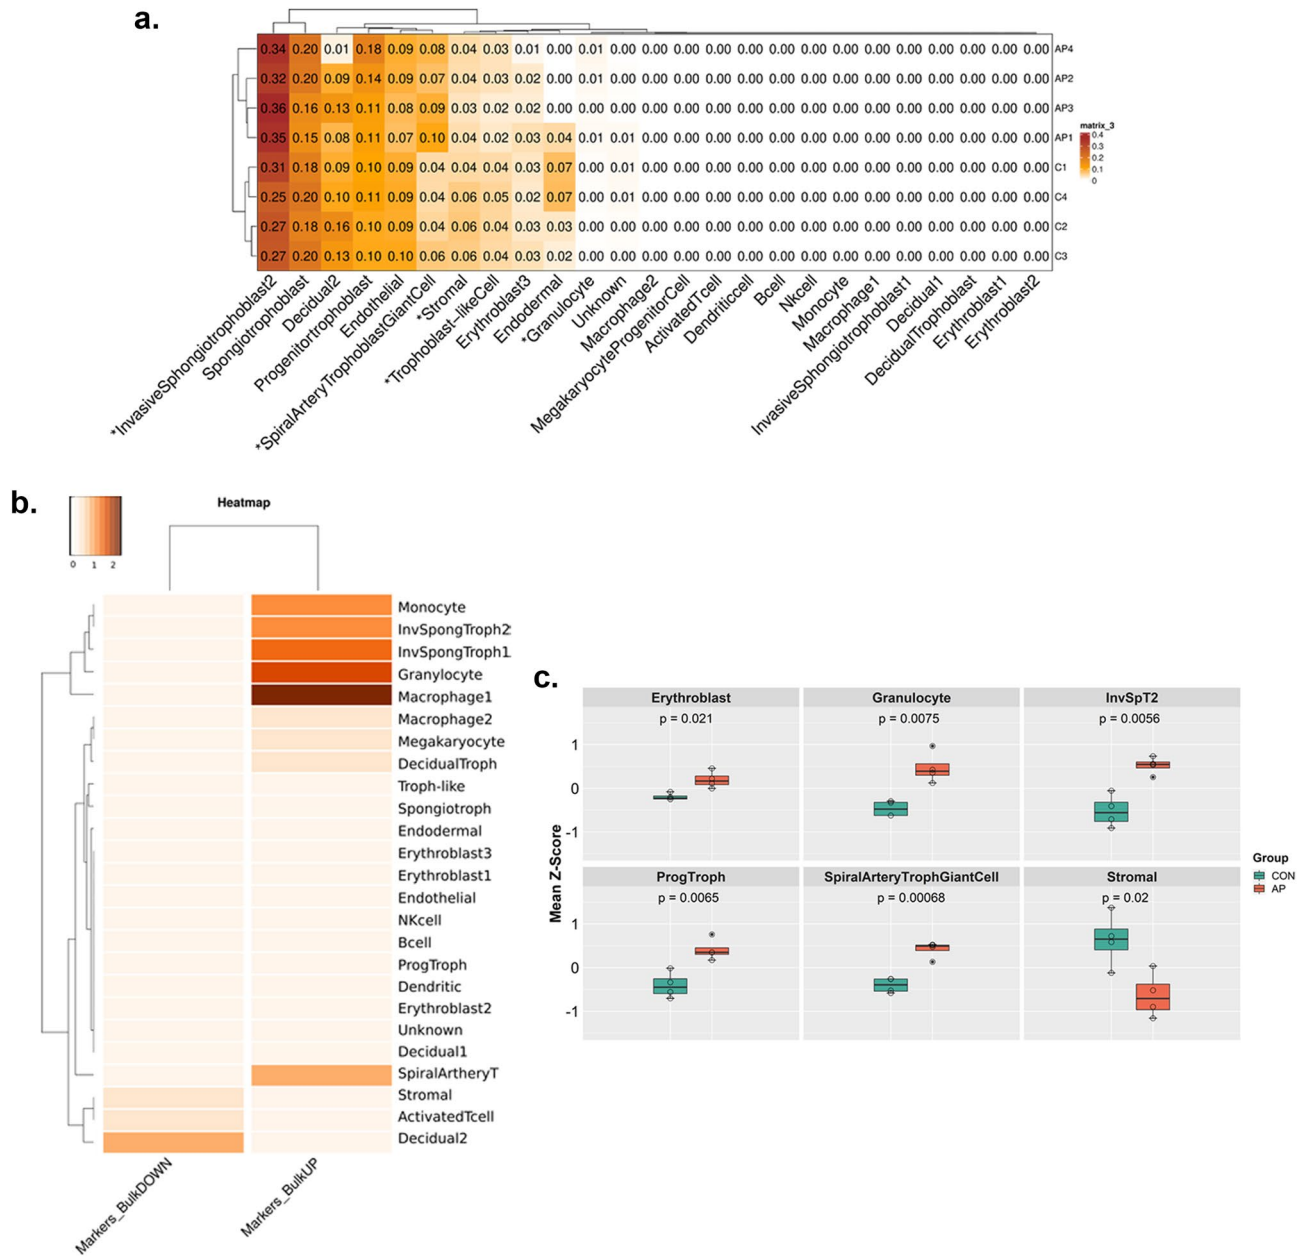 a.
0.34 0.20 0.01 0.18 0.09 0.08 0.04 0.03 0.01 0.00 0.01 0.00 0.00 0.00 0.00 0.00 0.00 0.00 0.00 0.00 0.00 0.00 0.00 0.00 0.00 AP4
0.32 0.20 0.09 0.14 0.09 0.07 0.04 0.03 0.02 0.00 0.01 0.00 0.00 0.00 0.00 0.00 0.00 0.00 0.00 0.00 0.00 0.00 0.00 0.00 0.00 AP2
0.36 0.16 0.13 0.11 0.08 0.09 0.03 0.02 0.02 0.00 0.00 0.00 0.00 0.00 0.00 0.00 0.00 0.00 0.00 0.00 0.00 0.00 0.00 0.00 0.00 AP3
0.35 0.15 0.08 0.11 0.07 0.10 0.04 0.02 0.03 0.04 0.01 0.01 0.00 0.00 0.00 0.00 0.00 0.00 0.00 0.00 0.00 0.00 0.00 0.00 0.00 AP1
0.31 0.18 0.09 0.10 0.09 0.04 0.04 0.04 0.03 0.07 0.00 0.01 0.00 0.00 0.00 0.00 0.00 0.00 0.00 0.00 0.00 0.00 0.00 0.00 0.00 C1
0.25 0.20 0.10 0.11 0.09 0.04 0.06 0.05 0.02 0.07 0.00 0.01 0.00 0.00 0.00 0.00 0.00 0.00 0.00 0.00 0.00 0.00 0.00 0.00 0.00 C4
0.27 0.18 0.16 0.10 0.09 0.04 0.06 0.04 0.03 0.03 0.00 0.00 0.00 0.00 0.00 0.00 0.00 0.00 0.00 0.00 0.00 0.00 0.00 0.00 0.00 C2
0.27 0.20 0.13 0.10 0.10 0.06 0.06 0.04 0.03 0.02 0.00 0.00 0.00 0.00 0.00 0.00 0.00 0.00 0.00 0.00 0.00 0.00 0.00 0.00 0.00 C3
matrix_3
0.4
0.3
0.2
0.1
0
*InvasiveSphongiotrophoblast2
Spongiotrophoblast
Decidual2
Progenitortrophoblast
Endothelial
*SpiralArteryTrophoblastGiantCell
*Stromal
*Trophoblast-likeCell
Erythroblast3
Endodermal
*Granulocyte
Unknown
Macrophage2
MegakaryocyteProgenitorCell
ActivatedTcell
Dendriticcell
Bcell
Nkcell
Monocyte
Macrophage1
InvasiveSphongiotrophoblast1
Decidual1
DecidualTrophoblast
Erythroblast1
Erythroblast2
b.
Heatmap
0 1 2
Monocyte
InvSpongTroph2
InvSpongTroph1
Granylocyte
Macrophage1
Macrophage2
Megakaryocyte
DecidualTroph
Troph-like
Spongiotroph
Endodermal
Erythroblast3
Erythroblast1
Endothelial
NKcell
Bcell
ProgTroph
Dendritic
Erythroblast2
Unknown
Decidual1
SpiralArtheryT
Stromal
ActivatedTcell
Decidual2
Markers_BulkDOWN
Markers_BulkUP
c.
Erythroblast Granulocyte InvSpT2
p = 0.021 p = 0.0075 p = 0.0056
1
0
-1
ProgTroph SpiralArteryTrophGiantCell Stromal
p = 0.0065 p = 0.00068 p = 0.02
1
0
-1
Mean Z-Score
Group
CON
AP